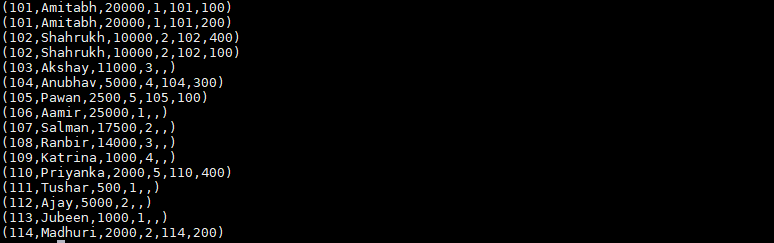 (101,Amitabh,20000,1,101,100)
(101,Amitabh,20000,1,101,200)
(102,Shahrukh,10000,2,102,400)
(102,Shahrukh,10000,2,102,100)
(103,Akshay,11000,3,,)
(104,Anubhav,5000,4,104,300)
(105,Pawan,2500,5,105,100)
(106,Aamir,25000,1,,)
(107,Salman,17500,2,,)
(108,Ranbir,14000,3,,)
(109,Katrina,1000,4,,)
(110,Priyanka,2000,5,110,400)
(111,Tushar,500,1,,)
(112,Ajay,5000,2,,)
(113,Jubeen,1000,1,,)
(114,Madhuri,2000,2,114,200)